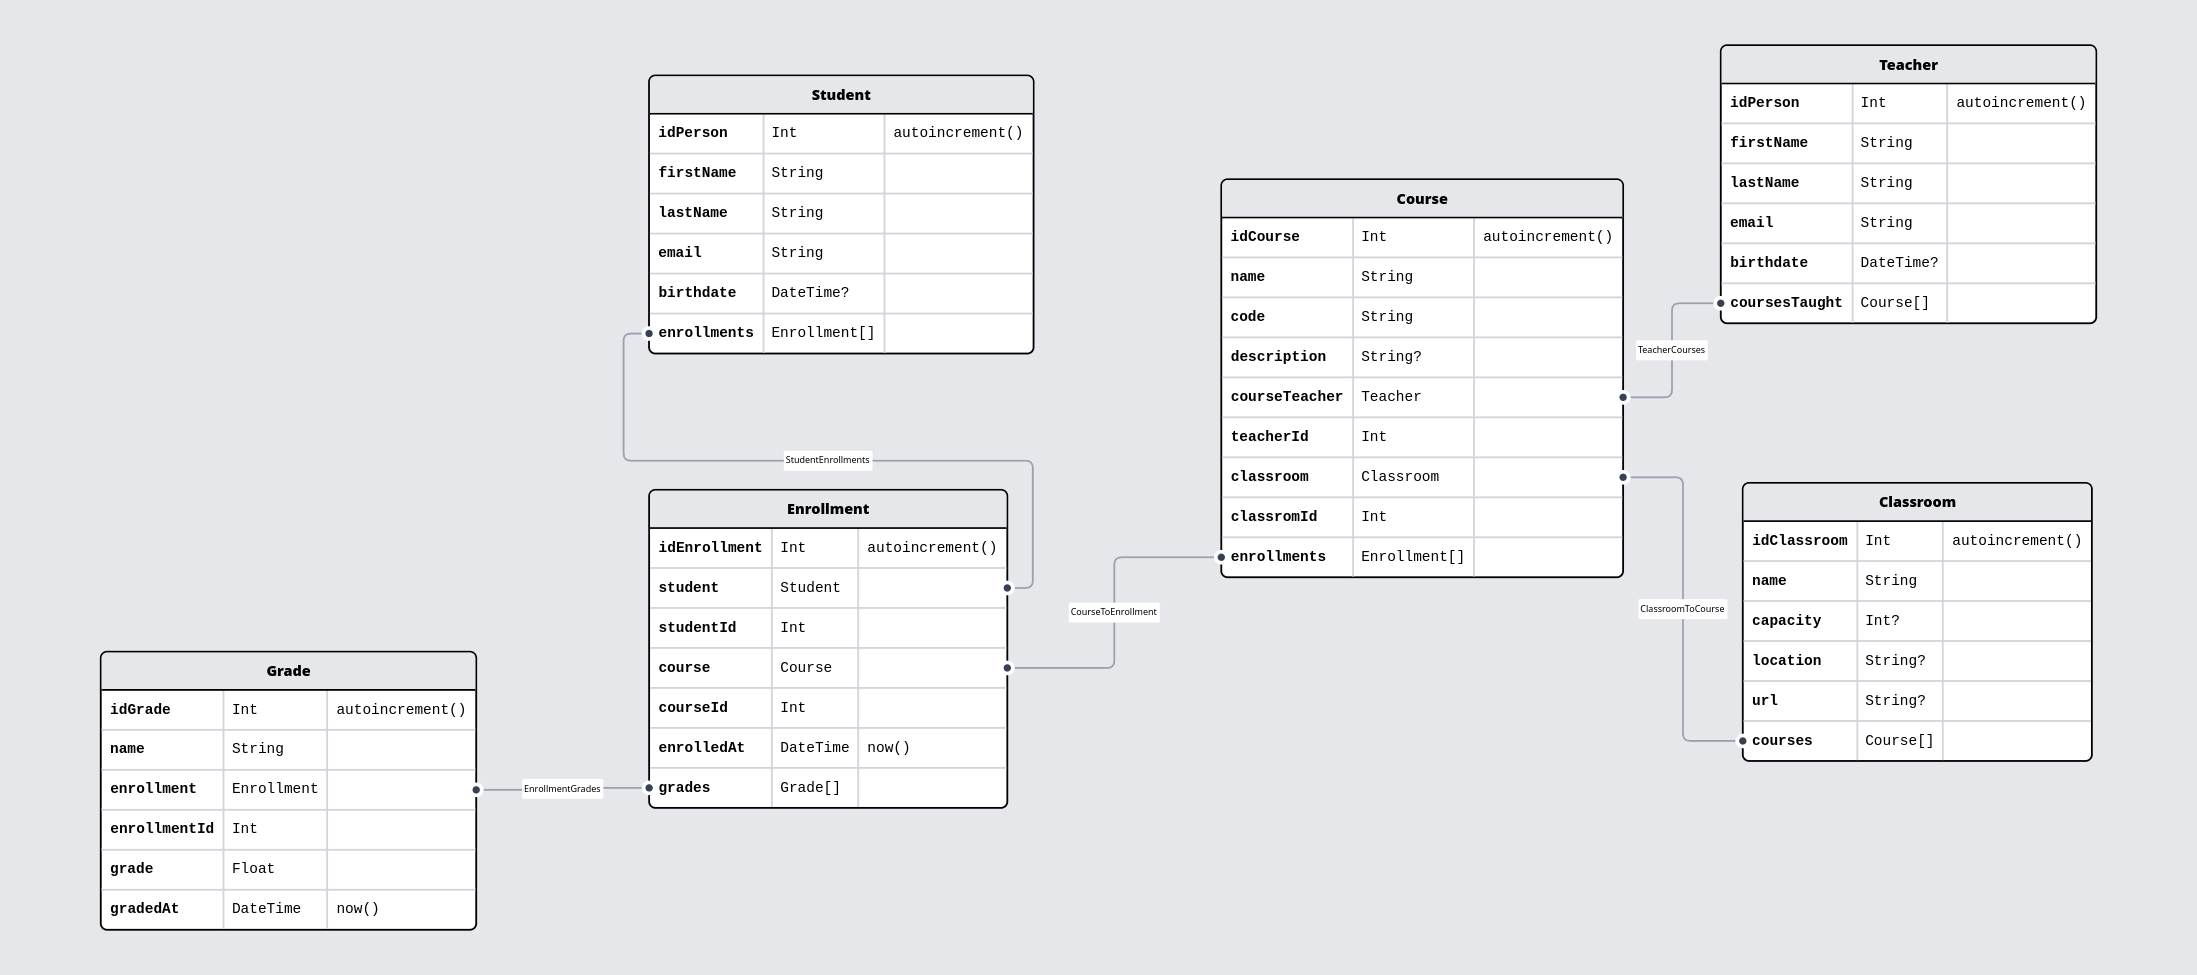 Student
idPerson Int autoincrement()
firstName String
lastName String
email String
birthdate DateTime?
enrollments Enrollment[]
StudentEnrollments
Enrollment
idEnrollment Int autoincrement()
student Student
studentId Int
course Course
courseId Int
enrolledAt DateTime now()
grades Grade[]
Grade
idGrade Int autoincrement()
name String
enrollment Enrollment
enrollmentId Int
grade Float
gradedAt DateTime now()
EnrollmentGrades
CourseToEnrollment
Course
idCourse Int autoincrement()
name String
code String
description String?
courseTeacher Teacher
teacherId Int
classroom Classroom
classromId Int
enrollments Enrollment[]
TeacherCourses
ClassroomToCourse
Teacher
idPerson Int autoincrement()
firstName String
lastName String
email String
birthdate DateTime?
coursesTaught Course[]
Classroom
idClassroom Int autoincrement()
name String
capacity Int?
location String?
url String?
courses Course[]